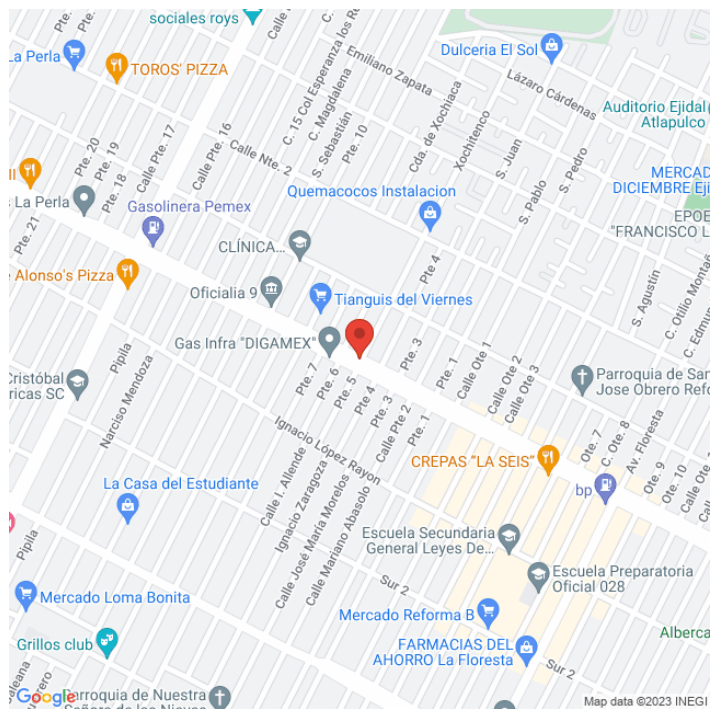 sociales roys
La Perla
TOROS' PIZZA
Dulceria El Sol
Emiliano Zapata
Lázaro Cárdenas
C. 15 Col Esperanza los Re
C. Magdalena
S. Sebastián
Pte. 10
Cda. de Xochiaca
Xochitenco
S. Juan
S. Pablo
S. Pedro
Auditorio Ejidal(
Atlapulco
Pte. 20
Pte. 19
Pte. 18
Calle Pte. 17
Calle Pte. 16
Calle Nte. 2
MERCAD
DICIEMBRE Eji
Quemacocos Instalacion
EPOE
"FRANCISCO L
s La Perla
Gasolinera Pemex
Pte. 21
CLÍNICA...
Pte 4
S. Agustin
C. Otilio Montañ
C. Edmun
Alonso's Pizza
Oficialia 9
Tianguis del Viernes
Gas Infra "DIGAMEX"
Pte. 3
Pte. 1
Calle Ote 1
Calle Ote 2
Calle Ote 3
Parroquia de San
Jose Obrero Refo
Cristóbal
ricas SC
Pipila
Narciso Mendoza
Pte. 7
Pte. 6
Pte. 5
Pte 4
Pte. 3
Calle Pte 2
Pte. 1
Ignacio López Rayon
Ote. 7
C. Ote. 8
Av. Floresta
Ote. 9
Ote. 10
CREPAS "LA SEIS"
bp
La Casa del Estudiante
Calle I. Allende
Ignacio Zaragoza
Calle José María Morelos
Calle Mariano Abasolo
Escuela Secundaria
General Leyes De...
Pipila
Sur 2
Escuela Preparatoria
Oficial 028
Mercado Loma Bonita
Mercado Reforma B
Grillos club
FARMACIAS DEL
AHORRO La Floresta
Alberca
Sur 2
Google
Parroquia de Nuestra
Map data ©2023 INEGI